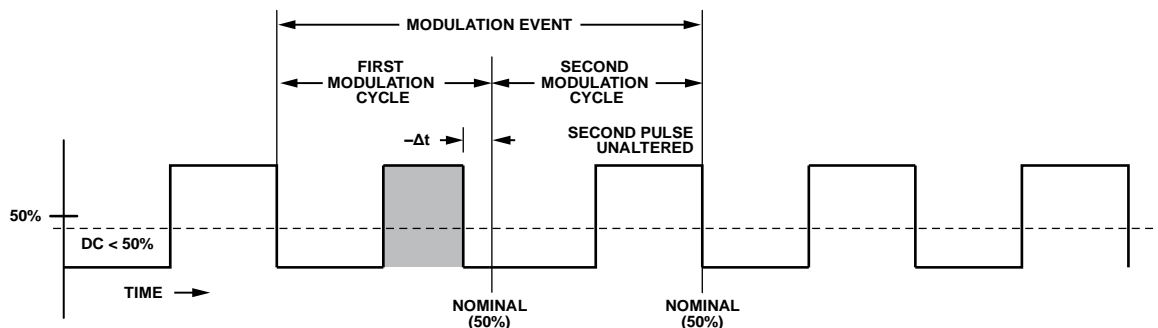 MODULATION EVENT
FIRST
MODULATION
CYCLE
SECOND
MODULATION
CYCLE
–Δt
SECOND PULSE
UNALTERED
50%
DC < 50%
TIME
NOMINAL
(50%)
NOMINAL
(50%)